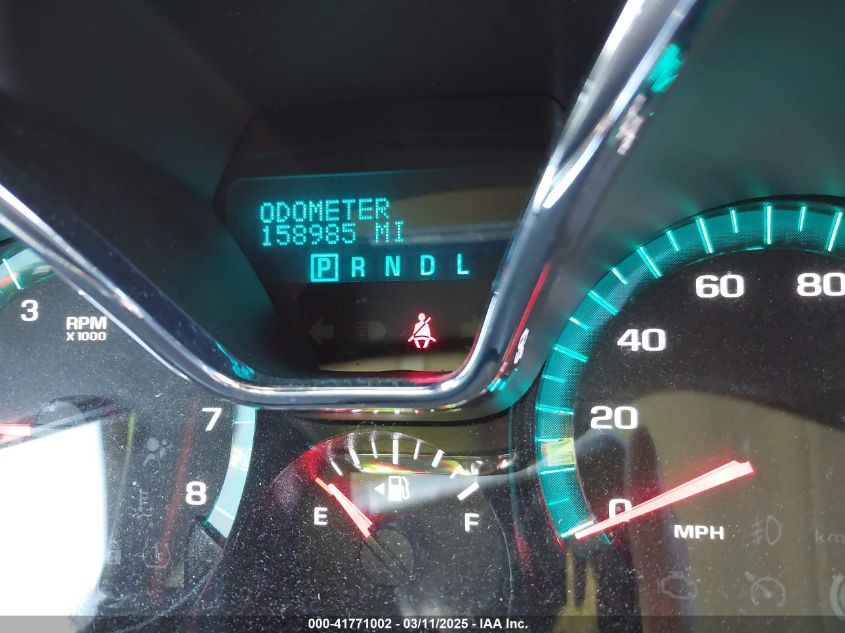 ODOMETER
158985 MI
P R N D L
3
RPM
X1000
7
8
E
F
0
20
40
60
80
MPH
km
000-41771002 - 03/11/2025 - IAA Inc.